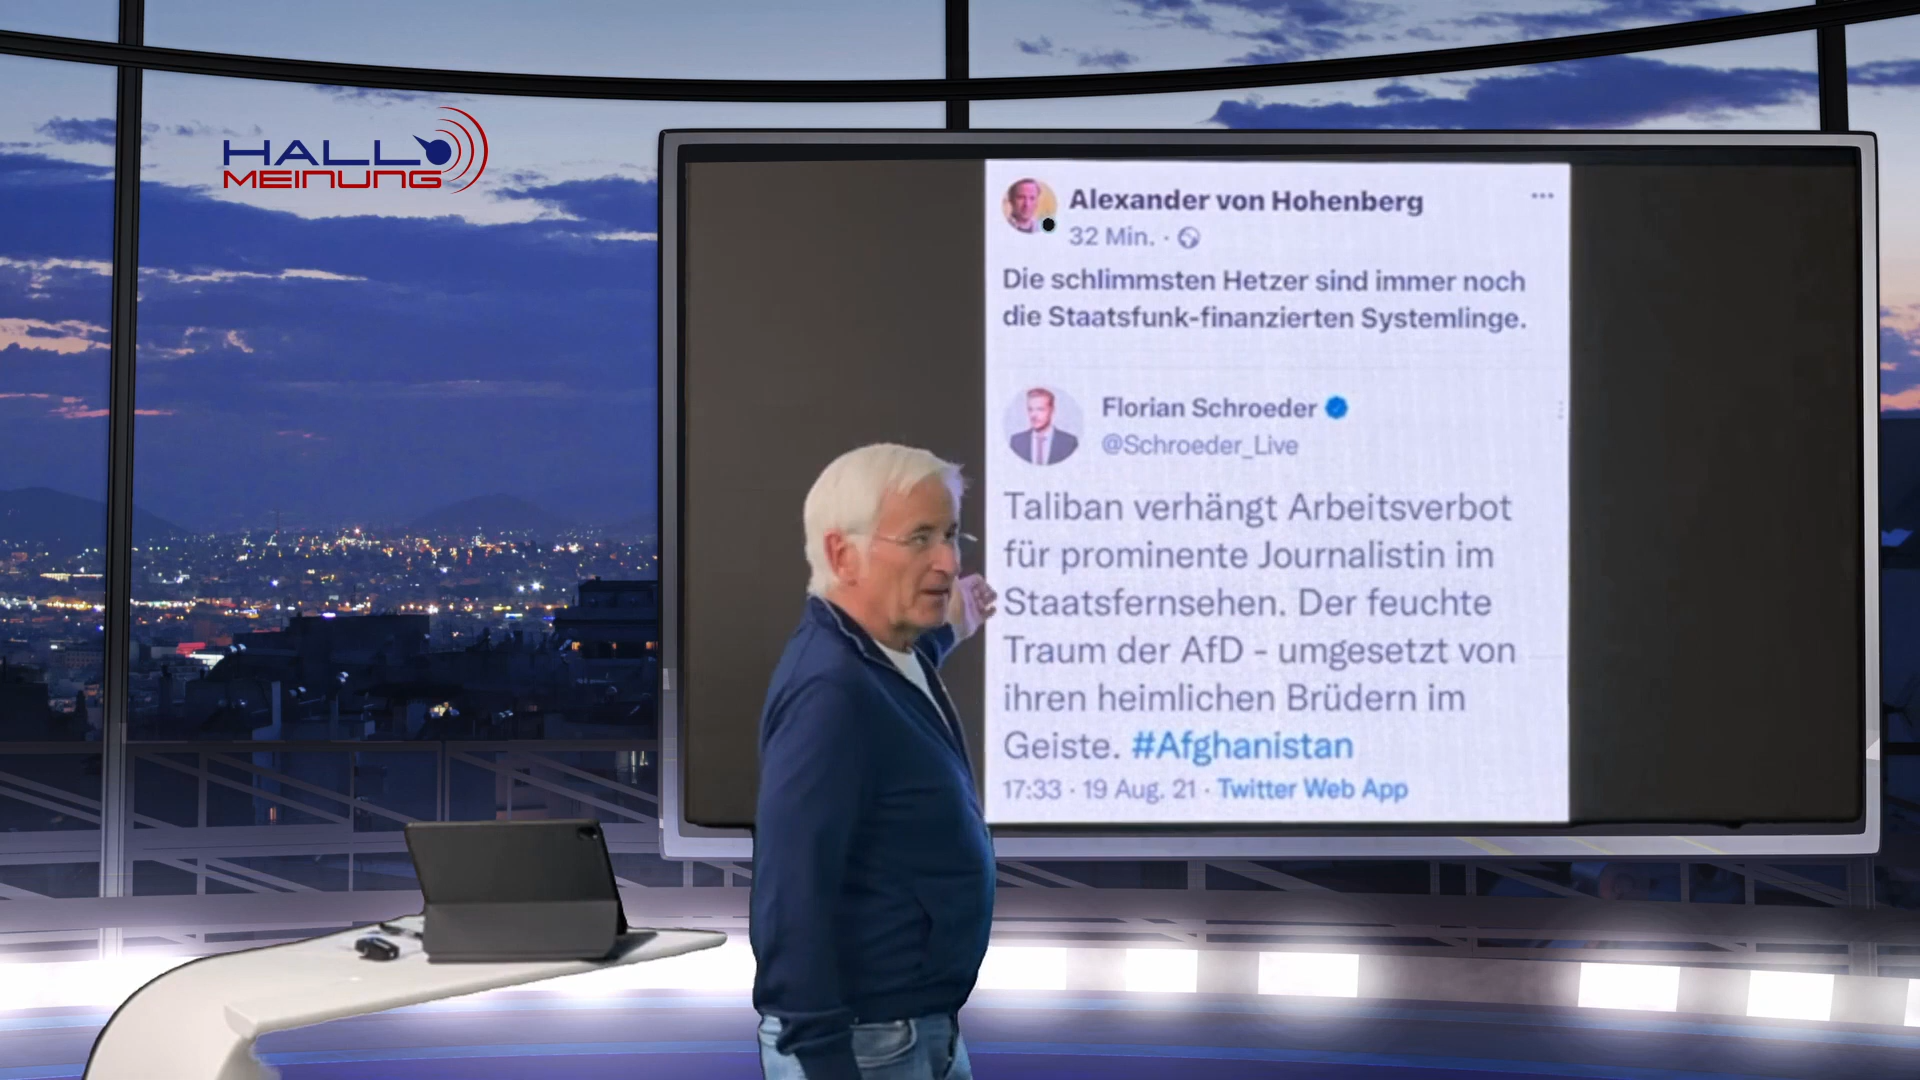 HALLO
MEINUNG
Alexander von Hohenberg
32 Min. ·
Die schlimmsten Hetzer sind immer noch
die Staatsfunk-finanzierten Systemlinge.
Florian Schroeder
@Schroeder_Live
Taliban verhängt Arbeitsverbot
für prominente Journalistin im
Staatsfernsehen. Der feuchte
Traum der AfD - umgesetzt von
ihren heimlichen Brüdern im
Geiste. #Afghanistan
17:33 · 19 Aug. 21 · Twitter Web App